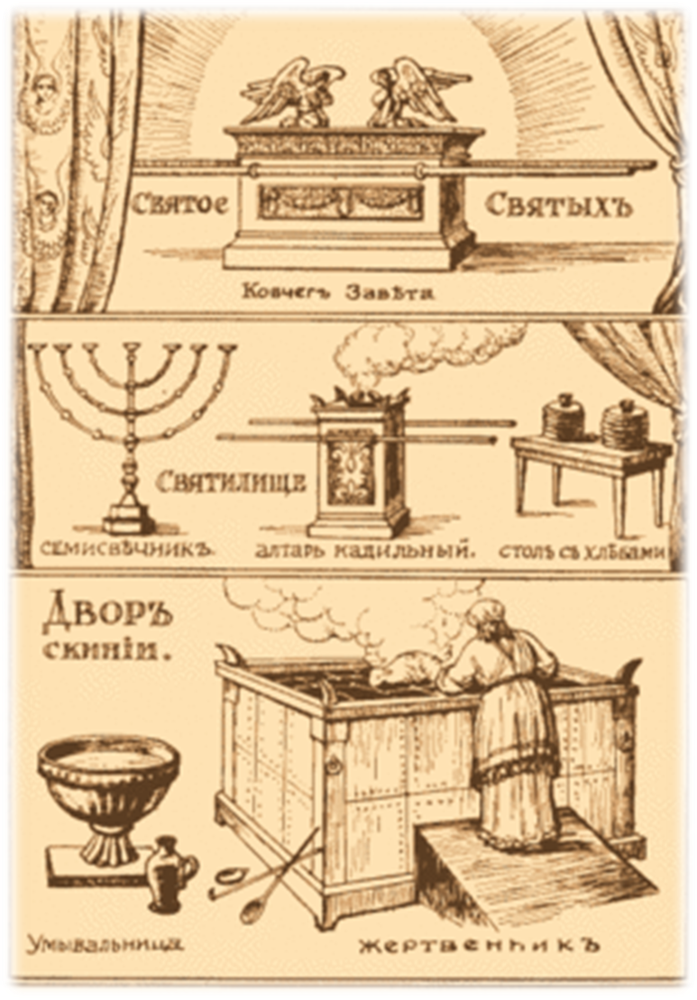 Святое Святыхъ
Ковчегъ Завѣта
Святилище
семисвѣчникъ.
алтарь кадильный.
столъ съ хлѣбами
Дворъ
скиніи.
Умывальница
жертвенникъ